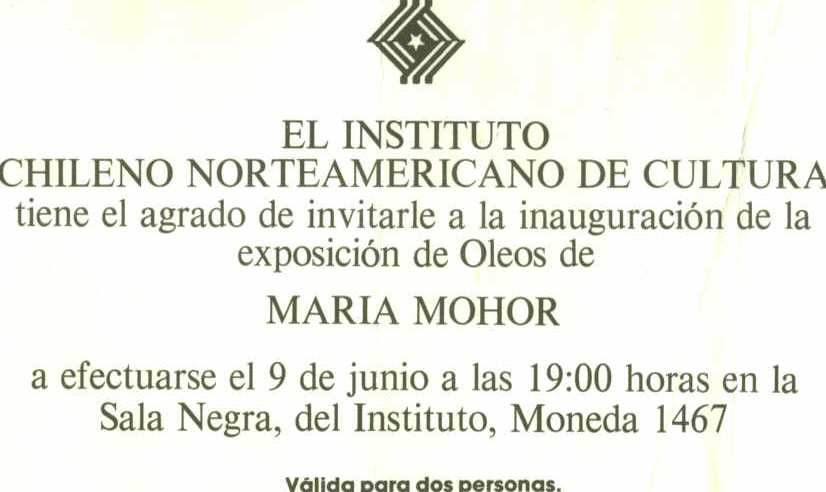 EL INSTITUTO
CHILENO NORTEAMERICANO DE CULTURA
tiene el agrado de invitarle a la inauguración de la
exposición de Oleos de
MARIA MOHOR
a efectuarse el 9 de junio a las 19:00 horas en la
Sala Negra, del Instituto, Moneda 1467
Válida para dos personas.